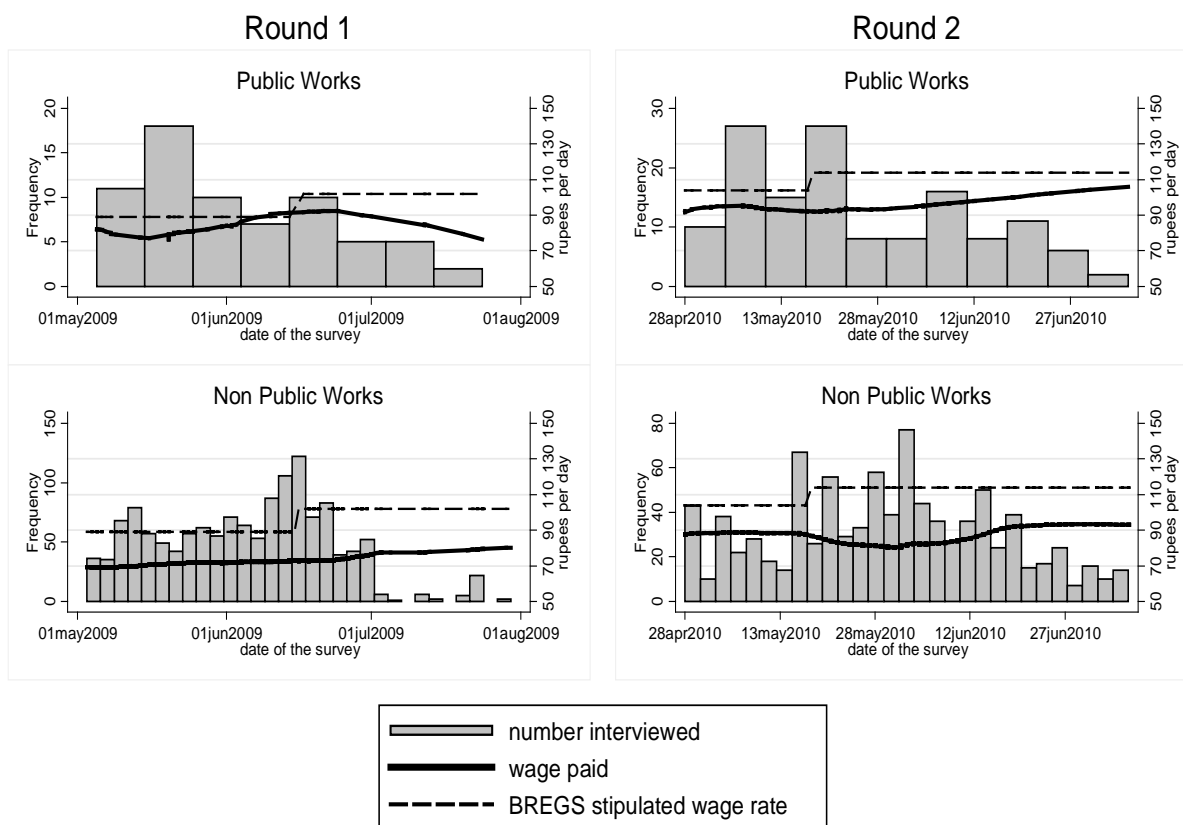 Round 1
Round 2
Public Works
Frequency
0 5 10 15 20
50 70 90 110 130 150
rupees per day
01may2009 01jun2009 01jul2009 01aug2009
date of the survey
Public Works
Frequency
0 10 20 30
50 70 90 110 130 150
rupees per day
28apr2010 13may2010 28may2010 12jun2010 27jun2010
date of the survey
Non Public Works
Frequency
0 50 100 150
50 70 90 110 130 150
rupees per day
01may2009 01jun2009 01jul2009 01aug2009
date of the survey
Non Public Works
Frequency
0 20 40 60 80
50 70 90 110 130 150
rupees per day
28apr2010 13may2010 28may2010 12jun2010 27jun2010
date of the survey
number interviewed
wage paid
BREGS stipulated wage rate